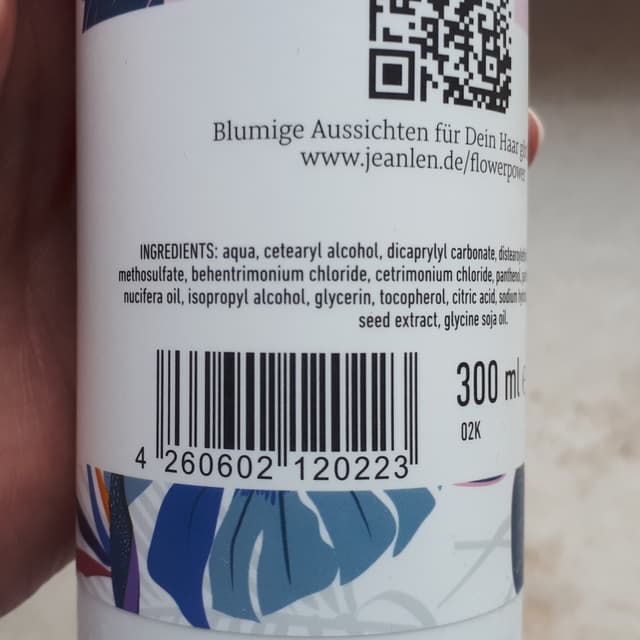 Blumige Aussichten für Dein Haar
www.jeanlen.de/flowerpower
INGREDIENTS: aqua, cetearyl alcohol, dicaprylyl carbonate,
methosulfate, behentrimonium chloride, cetrimonium chloride, panthenol,
nucifera oil, isopropyl alcohol, glycerin, tocopherol, citric acid, sodium
seed extract, glycine soja oil.
300 ml
02K
4 260602 120223